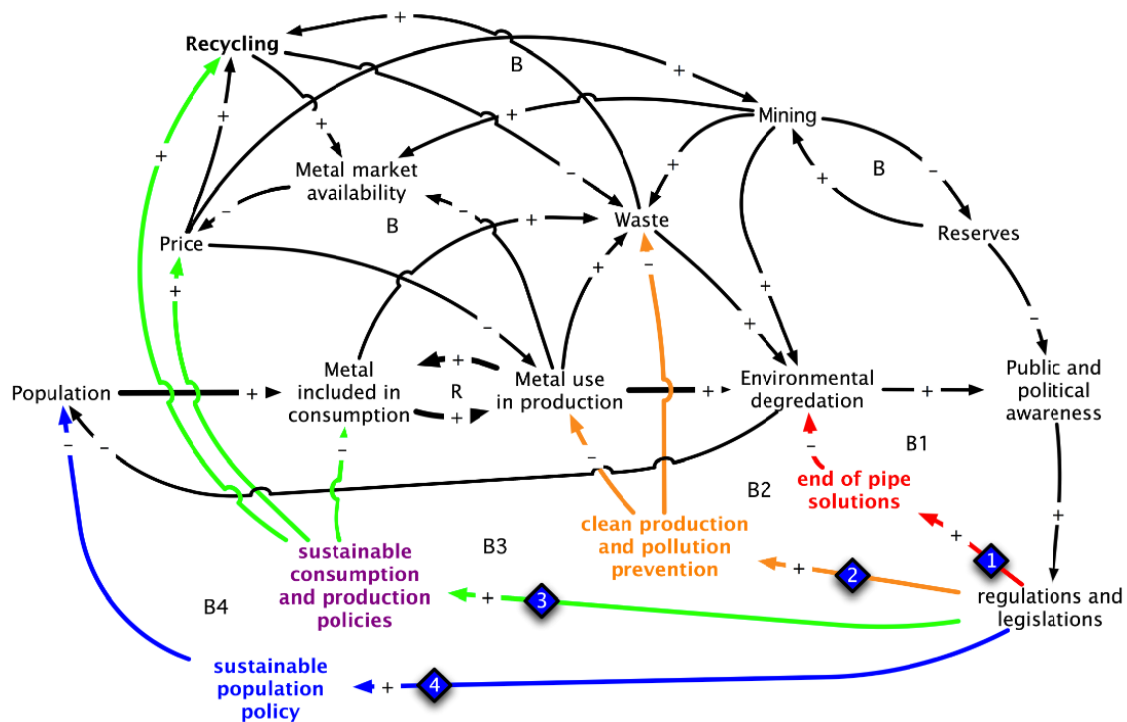 +
Recycling
B
+
Mining
+
+
+
Metal market
availability
+
−
+
B
−
+
+
−
−
+
Waste
Reserves
Price
B
−
+
+
−
+
−
−
Metal
included in
consumption
+
R
+
Metal use
in production
+
Environmental
degredation
+
Public and
political
awareness
Population
+
−
−
−
−
−
B1
end of pipe
solutions
B2
clean production
and pollution
prevention
+
+
1
B3
sustainable
consumption
and production
policies
+
2
+
3
regulations and
legislations
B4
sustainable
population
policy
+
4